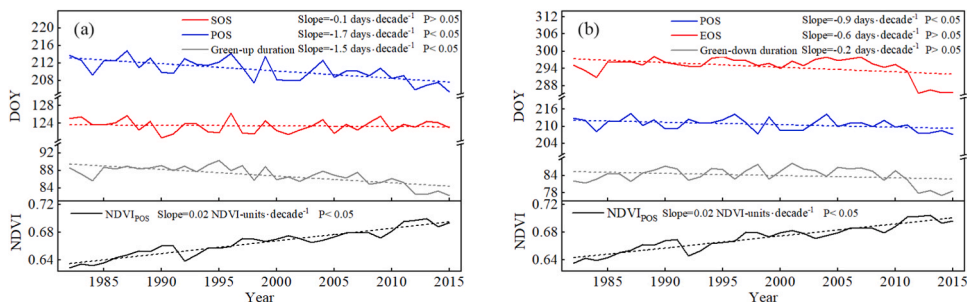 (a)
SOS Slope=-0.1 days·decade⁻¹ P> 0.05
POS Slope=-1.7 days·decade⁻¹ P< 0.05
Green-up duration Slope=-1.5 days·decade⁻¹ P< 0.05
DOY
216
212
208
128
124
120
92
88
84
NDVI
0.72
0.68
0.64
NDVIPOS Slope=0.02 NDVI-units·decade⁻¹ P< 0.05
1985 1990 1995 2000 2005 2010 2015
Year
(b)
POS Slope=-0.9 days·decade⁻¹ P< 0.05
EOS Slope=-0.6 days·decade⁻¹ P> 0.05
Green-down duration Slope=-0.2 days·decade⁻¹ P> 0.05
DOY
312
306
300
294
288
216
210
204
84
78
NDVI
0.72
0.68
0.64
NDVIPOS Slope=0.02 NDVI-units·decade⁻¹ P< 0.05
1985 1990 1995 2000 2005 2010 2015
Year